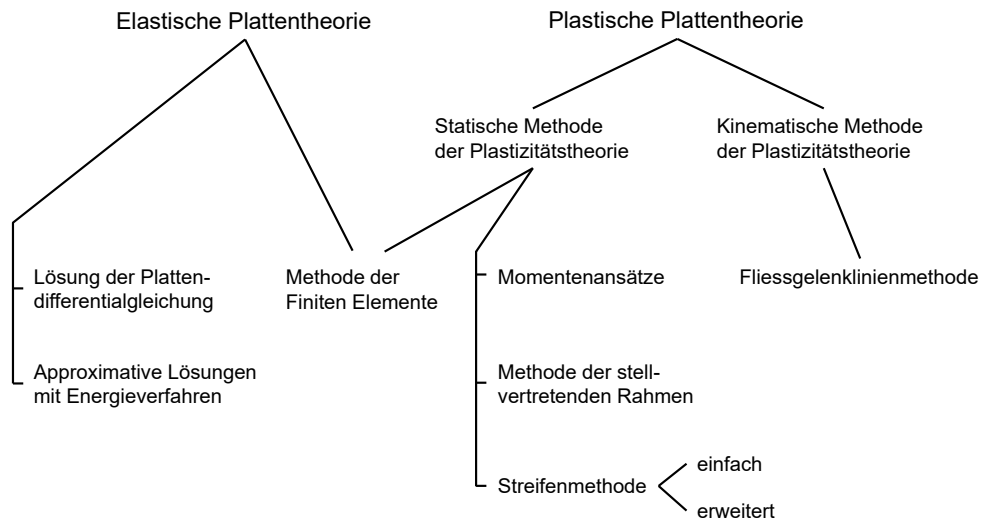 Elastische Plattentheorie
Plastische Plattentheorie
Statische Methode
der Plastizitätstheorie
Kinematische Methode
der Plastizitätstheorie
Lösung der Platten-
differentialgleichung
Methode der
Finiten Elemente
Momentenansätze
Fliessgelenklinienmethode
Approximative Lösungen
mit Energieverfahren
Methode der stell-
vertretenden Rahmen
Streifenmethode
einfach
erweitert